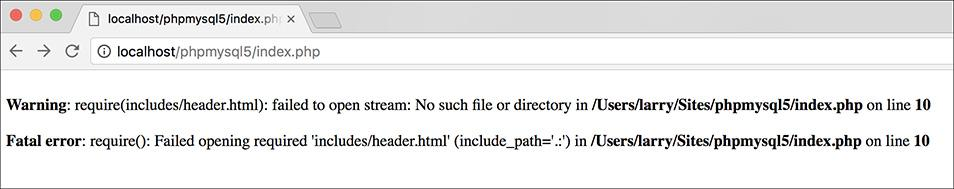 localhost/phpmysql5/index.ph
localhost/phpmysql5/index.php
Warning: require(includes/header.html): failed to open stream: No such file or directory in /Users/larry/Sites/phpmysql5/index.php on line 10
Fatal error: require(): Failed opening required 'includes/header.html' (include_path='.:') in /Users/larry/Sites/phpmysql5/index.php on line 10